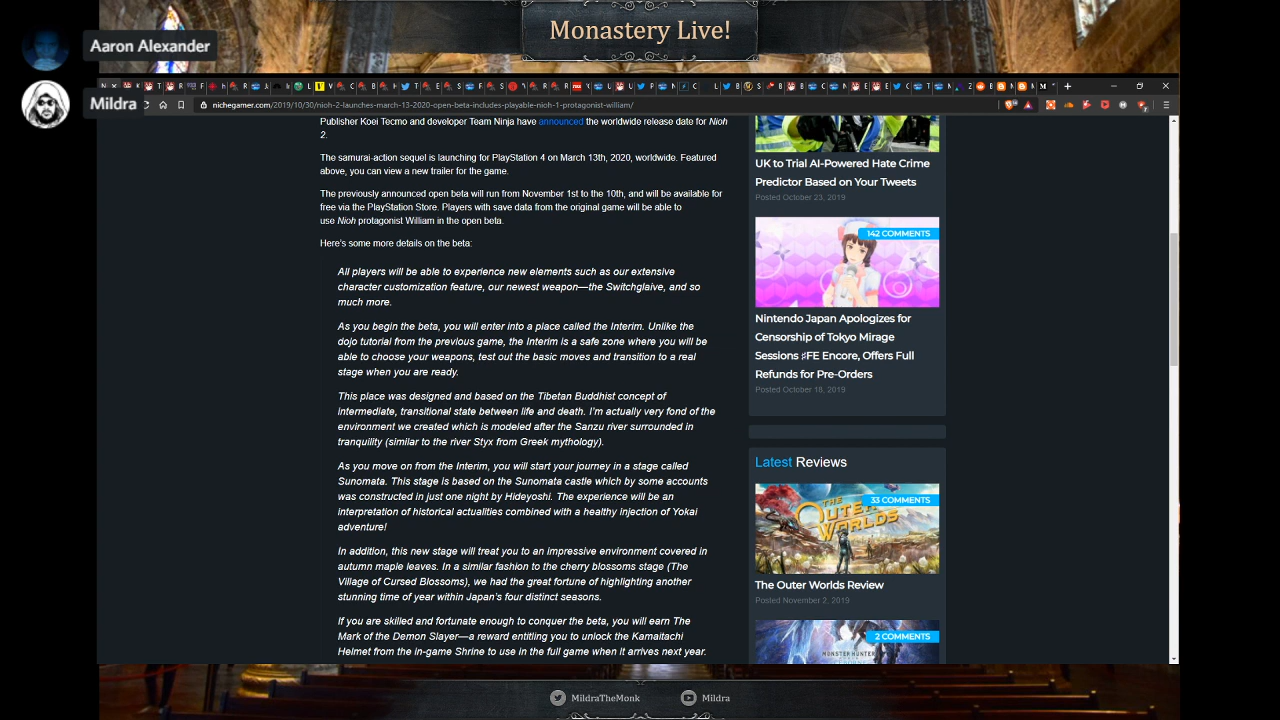 Monastery Live!
Aaron Alexander
Mildra
nichegamer.com/2019/10/30/nioh-2-launches-march-13-2020-open-beta-includes-playable-nioh-1-protagonist-william/
Publisher Koei Tecmo and developer Team Ninja have announced the worldwide release date for Nioh
2.
The samurai-action sequel is launching for PlayStation 4 on March 13th, 2020, worldwide. Featured
above, you can view a new trailer for the game.
The previously announced open beta will run from November 1st to the 10th, and will be available for
free via the PlayStation Store. Players with save data from the original game will be able to
use Nioh protagonist William in the open beta.
Here's some more details on the beta:
All players will be able to experience new elements such as our extensive
character customization feature, our newest weapon—the Switchglaive, and so
much more.
As you begin the beta, you will enter into a place called the Interim. Unlike the
dojo tutorial from the previous game, the Interim is a safe zone where you will be
able to choose your weapons, test out the basic moves and transition to a real
stage when you are ready.
This place was designed and based on the Tibetan Buddhist concept of
intermediate, transitional state between life and death. I'm actually very fond of the
environment we created which is modeled after the Sanzu river surrounded in
tranquility (similar to the river Styx from Greek mythology).
As you move on from the Interim, you will start your journey in a stage called
Sunomata. This stage is based on the Sunomata castle which by some accounts
was constructed in just one night by Hideyoshi. The experience will be an
interpretation of historical actualities combined with a healthy injection of Yokai
adventure!
In addition, this new stage will treat you to an impressive environment covered in
autumn maple leaves. In a similar fashion to the cherry blossoms stage (The
Village of Cursed Blossoms), we had the great fortune of highlighting another
stunning time of year within Japan's four distinct seasons.
If you are skilled and fortunate enough to conquer the beta, you will earn The
Mark of the Demon Slayer—a reward entitling you to unlock the Kamaitachi
Helmet from the in-game Shrine to use in the full game when it arrives next year.
UK to Trial AI-Powered Hate Crime
Predictor Based on Your Tweets
Posted October 23, 2019
142 COMMENTS
Nintendo Japan Apologizes for
Censorship of Tokyo Mirage
Sessions ♯FE Encore, Offers Full
Refunds for Pre-Orders
Posted October 18, 2019
Latest Reviews
33 COMMENTS
THE
OUTER
WORLDS
The Outer Worlds Review
Posted November 2, 2019
2 COMMENTS
MONSTER HUNTER
MildraTheMonk
Mildra